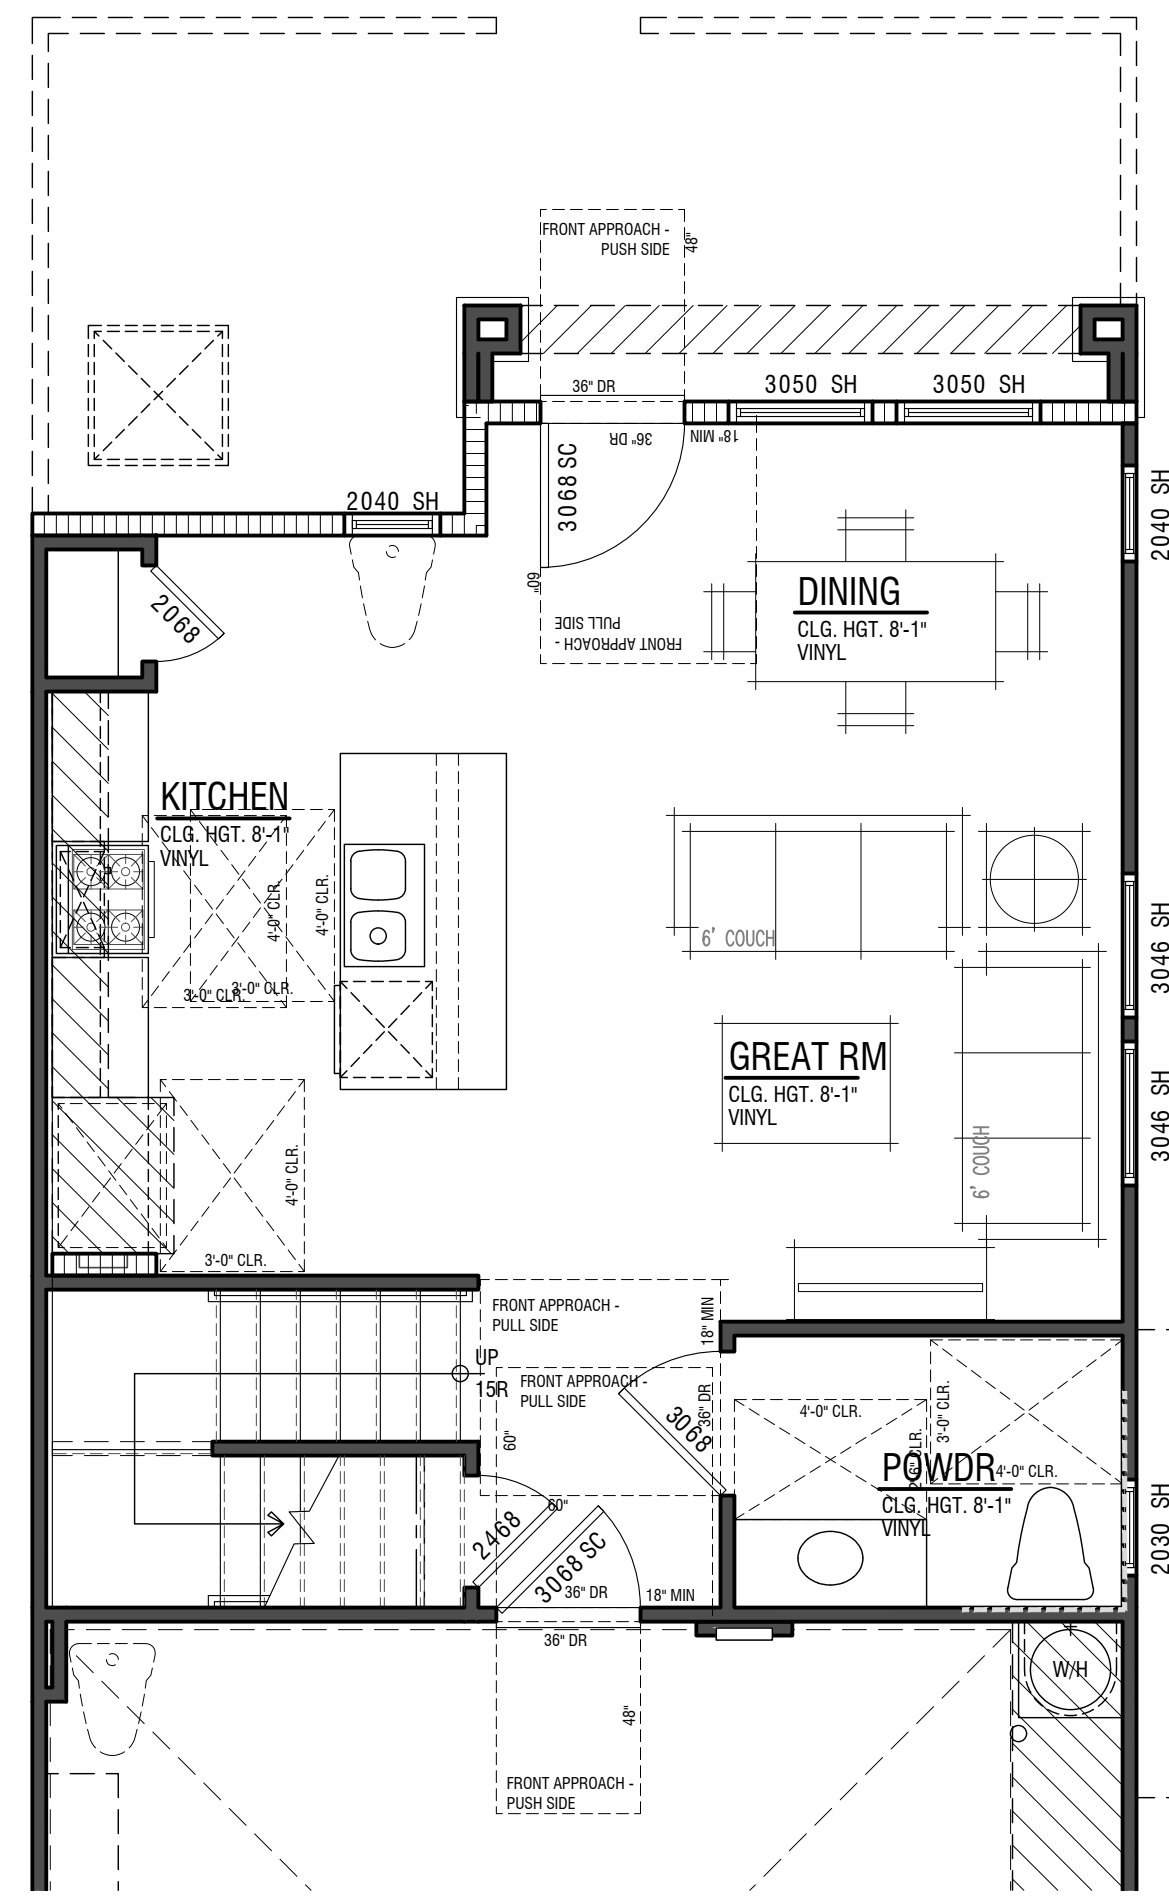 FRONT APPROACH -
PUSH SIDE
48"
36" DR
3050 SH
3050 SH
36" DR
18" MIN
3068 SC
2040 SH
2040 SH
60"
FRONT APPROACH -
PULL SIDE
2068
DINING
CLG. HGT. 8'-1"
VINYL
KITCHEN
CLG. HGT. 8'-1"
VINYL
4'-0" CLR.
4'-0" CLR.
3'-0" CLR.
3'-0" CLR.
6' COUCH
3046 SH
GREAT RM
CLG. HGT. 8'-1"
VINYL
3046 SH
6' COUCH
4'-0" CLR.
3'-0" CLR.
FRONT APPROACH -
PULL SIDE
18" MIN
UP
15R
FRONT APPROACH -
PULL SIDE
36" DR
3068
60"
4'-0" CLR.
3'-0" CLR.
POWDR
4'-0" CLR.
CLG. HGT. 8'-1"
VINYL
2030 SH
60"
2468
3068 SC
36" DR
18" MIN
36" DR
48"
W/H
FRONT APPROACH -
PUSH SIDE